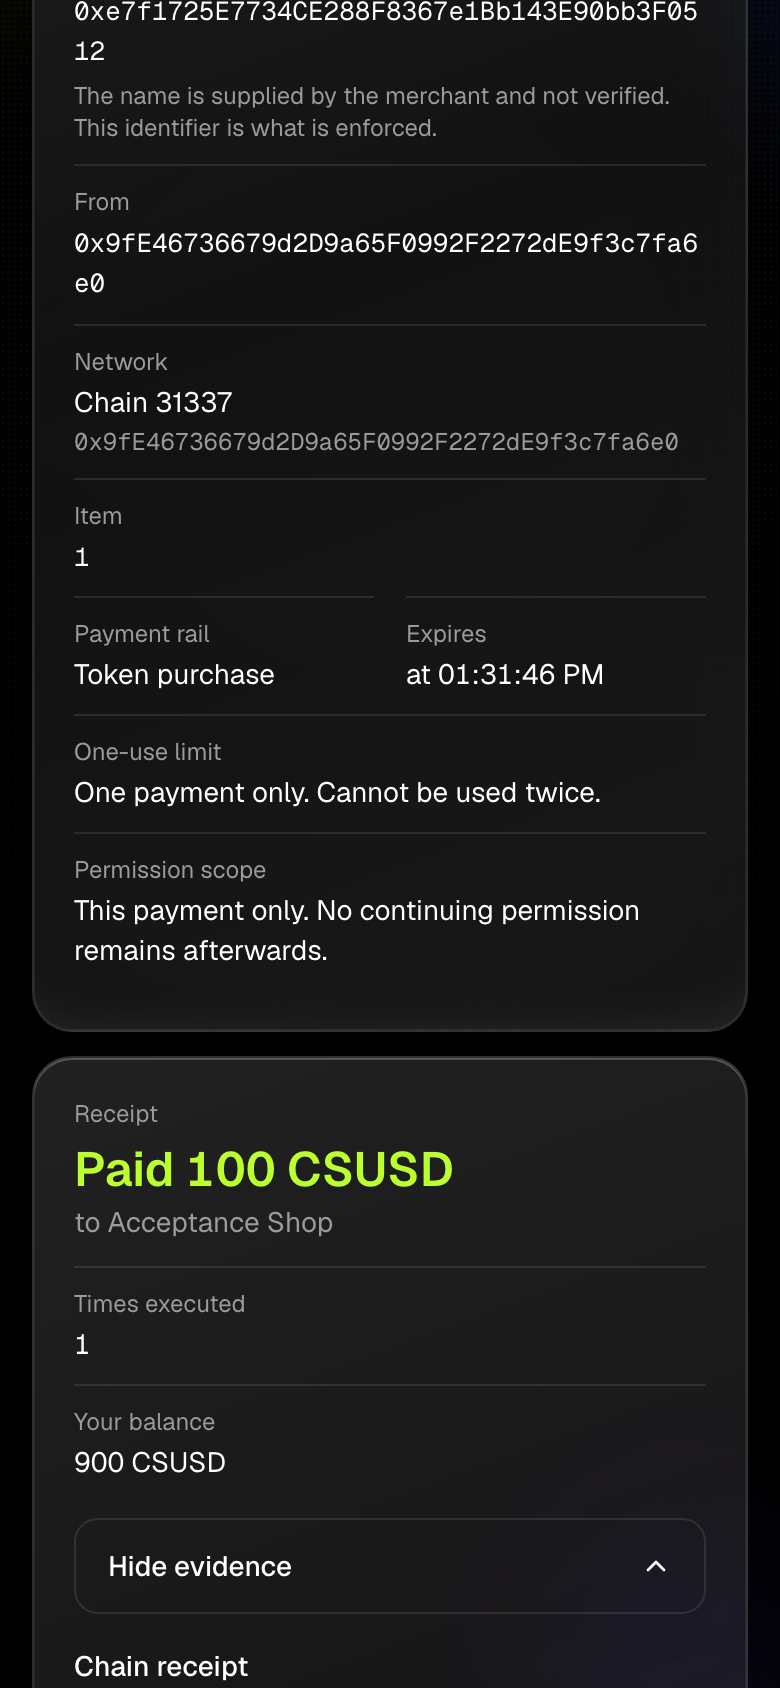 0xe7f1725E7734CE288F8367e1Bb143E90bb3F05
12
The name is supplied by the merchant and not verified.
This identifier is what is enforced.
From
0x9fE46736679d2D9a65F0992F2272dE9f3c7fa6
e0
Network
Chain 31337
0x9fE46736679d2D9a65F0992F2272dE9f3c7fa6e0
Item
1
Payment rail
Token purchase
Expires
at 01:31:46 PM
One-use limit
One payment only. Cannot be used twice.
Permission scope
This payment only. No continuing permission
remains afterwards.
Receipt
Paid 100 CSUSD
to Acceptance Shop
Times executed
1
Your balance
900 CSUSD
Hide evidence
Chain receipt